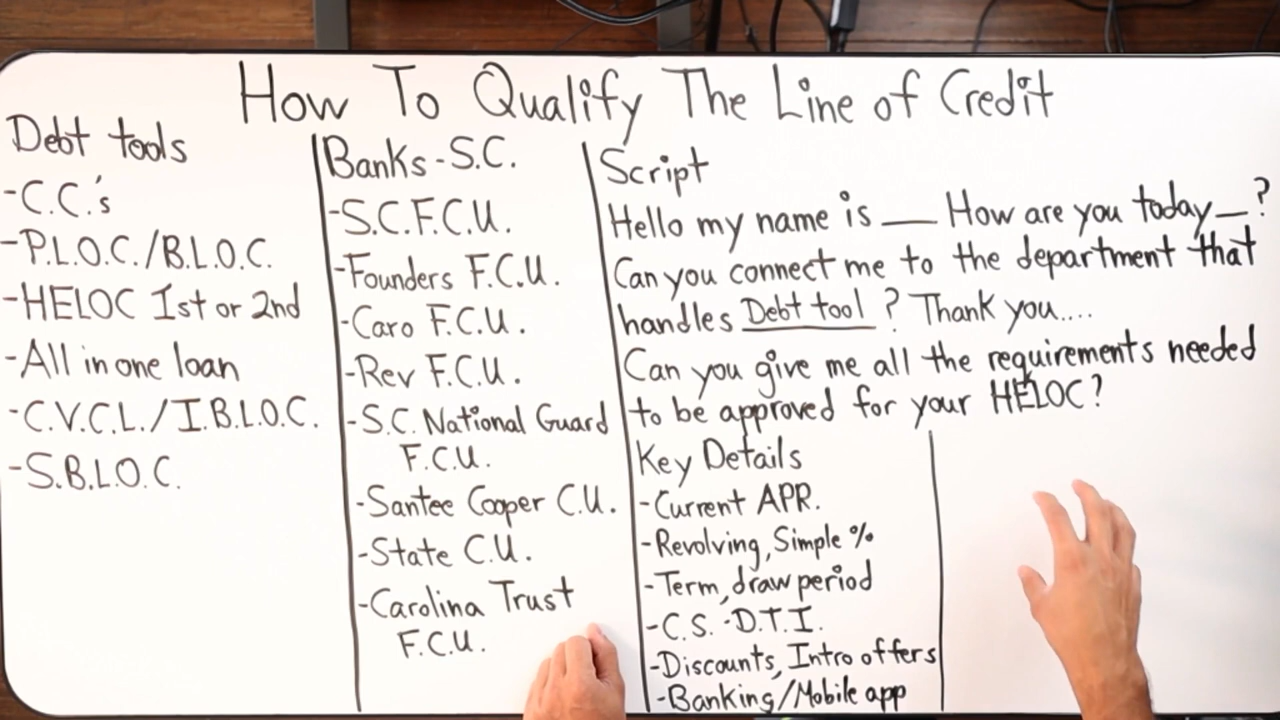 How To Qualify The Line of Credit
Debt tools
-C.C.'s
-P.L.O.C./B.L.O.C.
-HELOC 1st or 2nd
-All in one loan
-C.V.C.L./I.B.L.O.C.
-S.B.L.O.C.
Banks-S.C.
-S.C.F.C.U.
-Founders F.C.U.
-Caro F.C.U.
-Rev F.C.U.
-S.C. National Guard
F.C.U.
-Santee Cooper C.U.
-State C.U.
-Carolina Trust
F.C.U.
Script
Hello my name is ___ How are you today_?
Can you connect me to the department that
handles Debt tool ? Thank you....
Can you give me all the requirements needed
to be approved for your HELOC?
Key Details
-Current APR.
-Revolving, Simple %
-Term, draw period
-C.S. -D.T.I.
-Discounts, Intro offers
-Banking/Mobile app